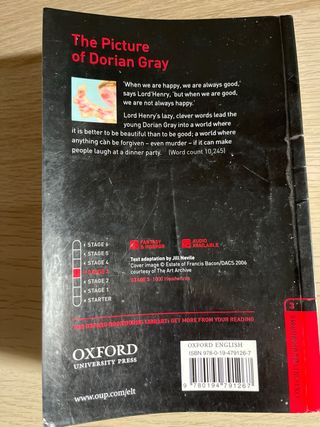 The Picture
of Dorian Gray
'When we are happy, we are always good,'
says Lord Henry, 'but when we are good,
we are not always happy.'
Lord Henry's lazy, clever words lead the
young Dorian Gray into a world where
it is better to be beautiful than to be good; a world where
anything can be forgiven – even murder – if it can make
people laugh at a dinner party. (Word count 10,245)
STAGE 6
STAGE 5
STAGE 4
STAGE 3
STAGE 2
STAGE 1
STARTER
FANTASY
& HORROR
AUDIO
AVAILABLE
Text adaptation by Jill Nevile
Cover image © Estate of Francis Bacon/DACS 2006
courtesy of The Art Archive
STAGE 3 1000 Headwords
GET MORE FROM YOUR READING
OXFORD
UNIVERSITY PRESS
www.oup.com/elt
OXFORD ENGLISH
ISBN 978-0-19-479126-7
9 780194 791267
3